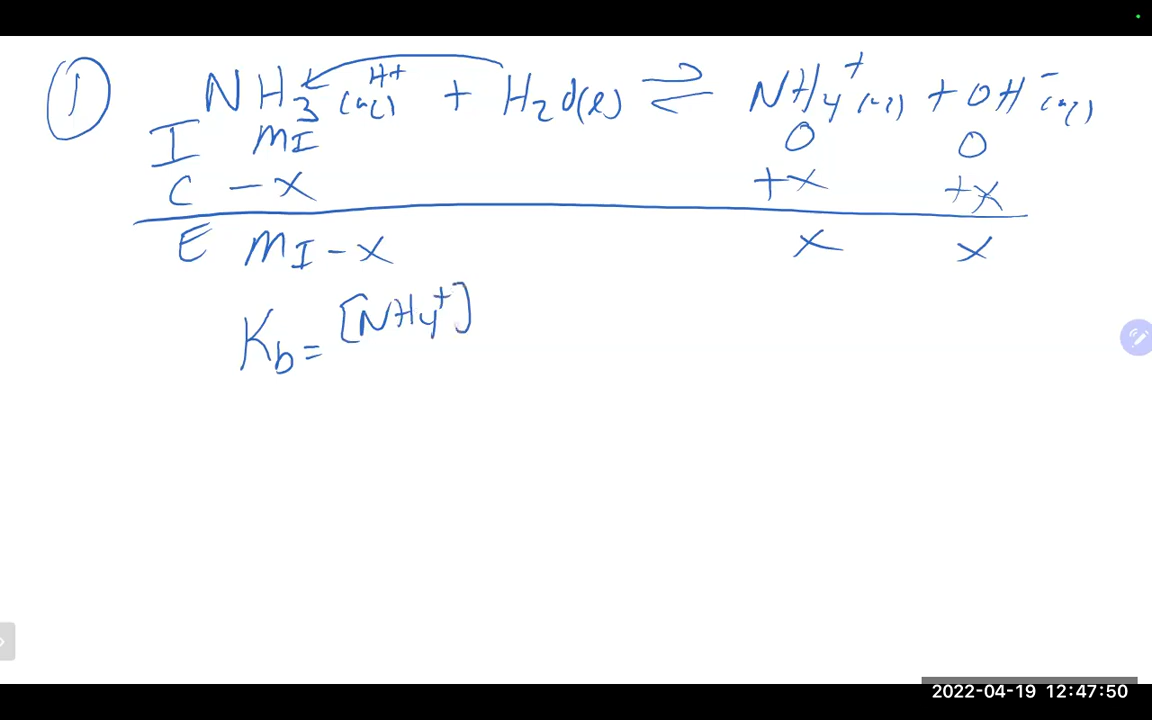 ① NH₃(aq) H+ + H₂O(l) ⇌ NH₄⁺(aq) + OH⁻(aq)
I MI 0 0
C -x +x +x
E MI-x x x
Kb= [NH₄⁺]
2022-04-19 12:47:50